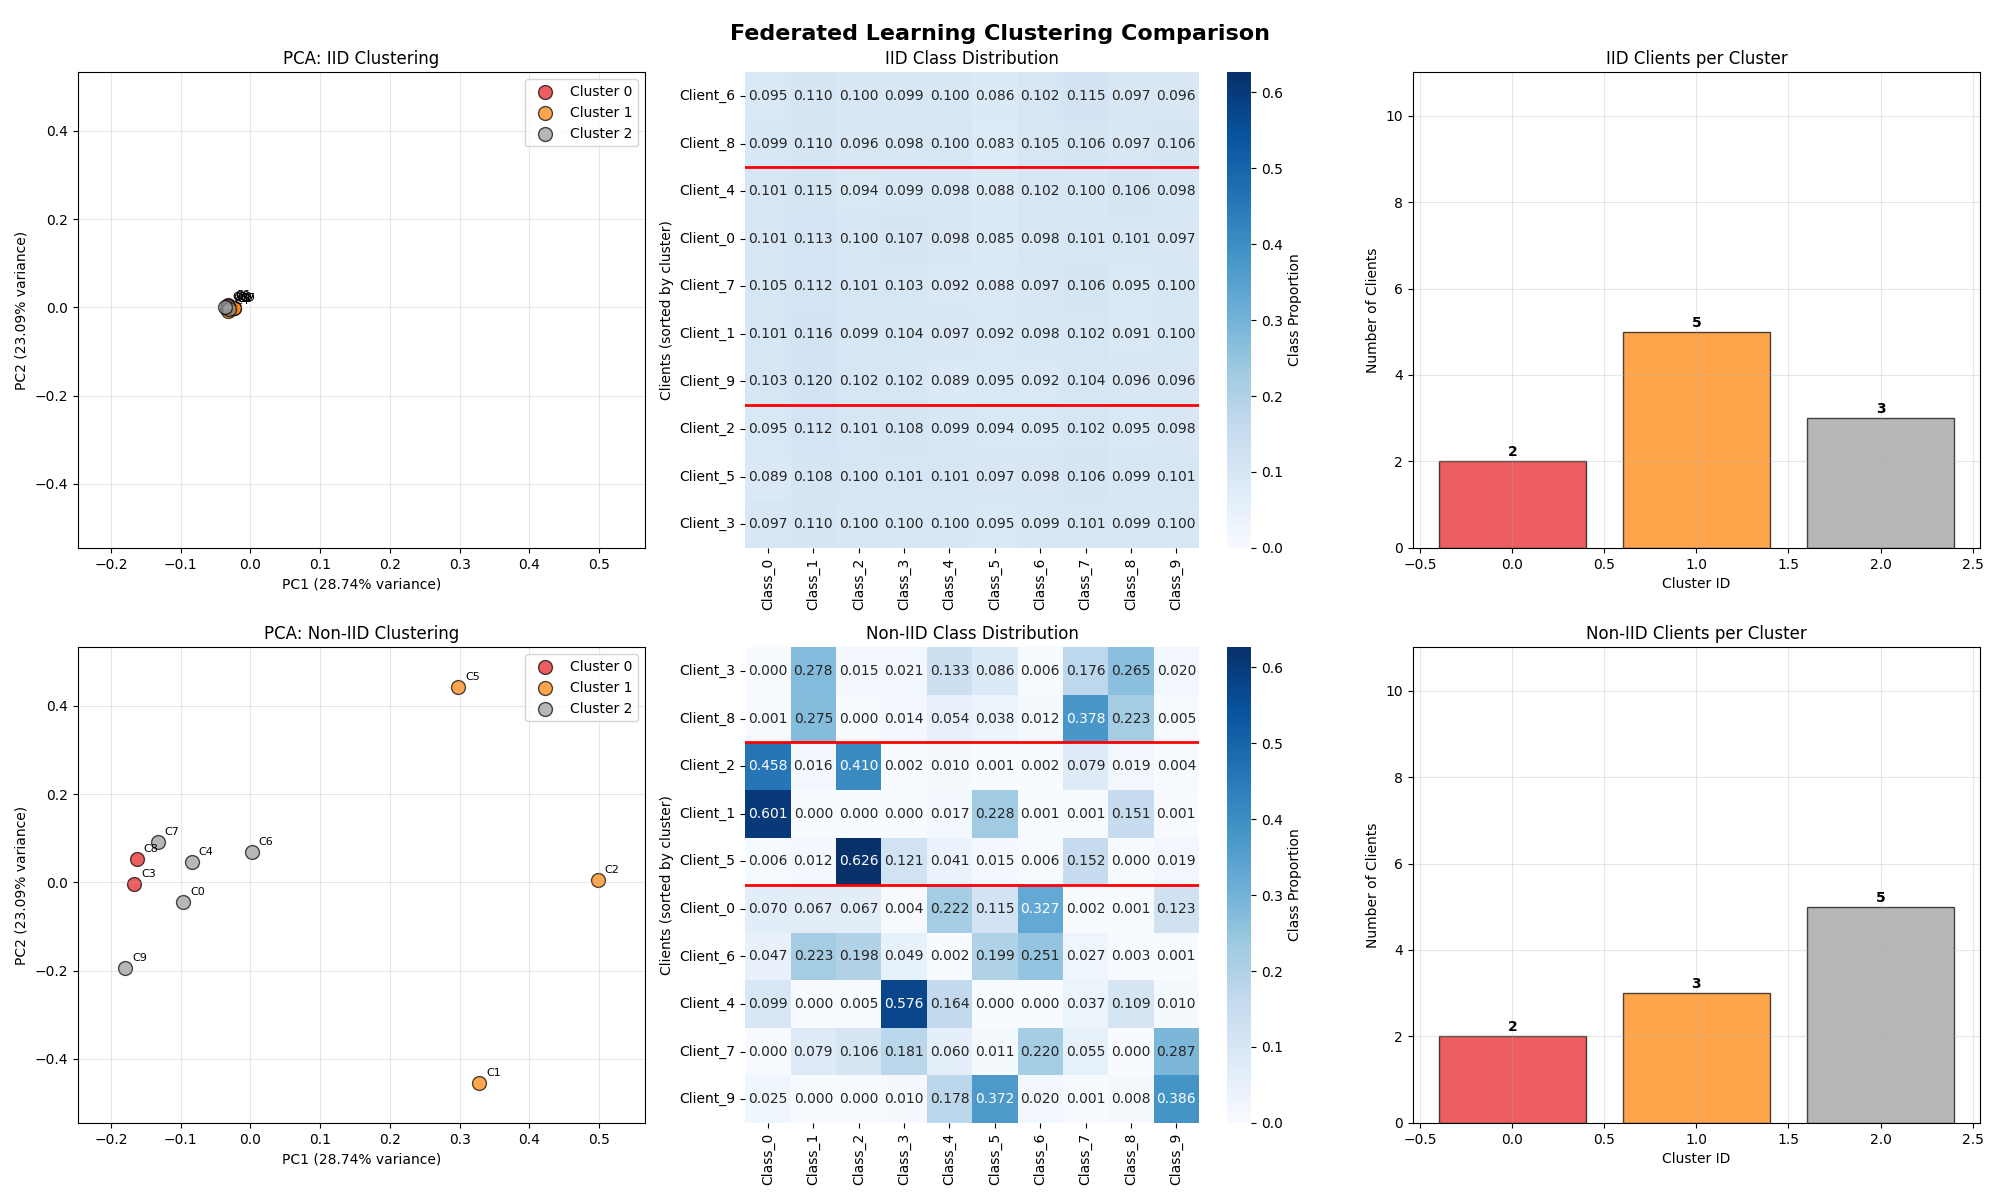 Federated Learning Clustering Comparison
PCA: IID Clustering
Cluster 0
Cluster 1
Cluster 2
0.4
0.2
0.0
−0.2
−0.4
PC2 (23.09% variance)
−0.2 −0.1 0.0 0.1 0.2 0.3 0.4 0.5
PC1 (28.74% variance)
IID Class Distribution
Clients (sorted by cluster)
Client_6 0.095 0.110 0.100 0.099 0.100 0.086 0.102 0.115 0.097 0.096
Client_8 0.099 0.110 0.096 0.098 0.100 0.083 0.105 0.106 0.097 0.106
Client_4 0.101 0.115 0.094 0.099 0.098 0.088 0.102 0.100 0.106 0.098
Client_0 0.101 0.113 0.100 0.107 0.098 0.085 0.098 0.101 0.101 0.097
Client_7 0.105 0.112 0.101 0.103 0.092 0.088 0.097 0.106 0.095 0.100
Client_1 0.101 0.116 0.099 0.104 0.097 0.092 0.098 0.102 0.091 0.100
Client_9 0.103 0.120 0.102 0.102 0.089 0.095 0.092 0.104 0.096 0.096
Client_2 0.095 0.112 0.101 0.108 0.099 0.094 0.095 0.102 0.095 0.098
Client_5 0.089 0.108 0.100 0.101 0.101 0.097 0.098 0.106 0.099 0.101
Client_3 0.097 0.110 0.100 0.100 0.100 0.095 0.099 0.101 0.099 0.100
Class_0 Class_1 Class_2 Class_3 Class_4 Class_5 Class_6 Class_7 Class_8 Class_9
0.6
0.5
0.4
0.3
0.2
0.1
0.0
Class Proportion
IID Clients per Cluster
Number of Clients
10
8
6
4
2
0
2
5
3
−0.5 0.0 0.5 1.0 1.5 2.0 2.5
Cluster ID
PCA: Non-IID Clustering
Cluster 0
Cluster 1
Cluster 2
C5
C7
C8
C4
C6
C3
C0
C2
C9
C1
0.4
0.2
0.0
−0.2
−0.4
PC2 (23.09% variance)
−0.2 −0.1 0.0 0.1 0.2 0.3 0.4 0.5
PC1 (28.74% variance)
Non-IID Class Distribution
Clients (sorted by cluster)
Client_3 0.000 0.278 0.015 0.021 0.133 0.086 0.006 0.176 0.265 0.020
Client_8 0.001 0.275 0.000 0.014 0.054 0.038 0.012 0.378 0.223 0.005
Client_2 0.458 0.016 0.410 0.002 0.010 0.001 0.002 0.079 0.019 0.004
Client_1 0.601 0.000 0.000 0.000 0.017 0.228 0.001 0.001 0.151 0.001
Client_5 0.006 0.012 0.626 0.121 0.041 0.015 0.006 0.152 0.000 0.019
Client_0 0.070 0.067 0.067 0.004 0.222 0.115 0.327 0.002 0.001 0.123
Client_6 0.047 0.223 0.198 0.049 0.002 0.199 0.251 0.027 0.003 0.001
Client_4 0.099 0.000 0.005 0.576 0.164 0.000 0.000 0.037 0.109 0.010
Client_7 0.000 0.079 0.106 0.181 0.060 0.011 0.220 0.055 0.000 0.287
Client_9 0.025 0.000 0.000 0.010 0.178 0.372 0.020 0.001 0.008 0.386
Class_0 Class_1 Class_2 Class_3 Class_4 Class_5 Class_6 Class_7 Class_8 Class_9
0.6
0.5
0.4
0.3
0.2
0.1
0.0
Class Proportion
Non-IID Clients per Cluster
Number of Clients
10
8
6
4
2
0
2
3
5
−0.5 0.0 0.5 1.0 1.5 2.0 2.5
Cluster ID